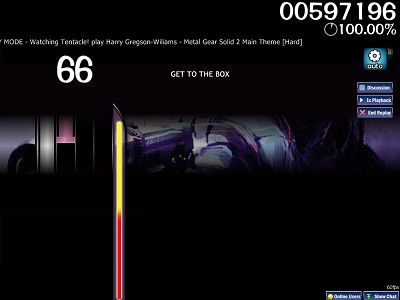 00597196
100.00%
Y MODE - Watching Tentacle! play Harry Gregson-Wiliams - Metal Gear Solid 2 Main Theme [Hard]
66
GET TO THE BOX
auto
Discussion
1x Playback
End Replay
60fps
Online Users
Show Chat